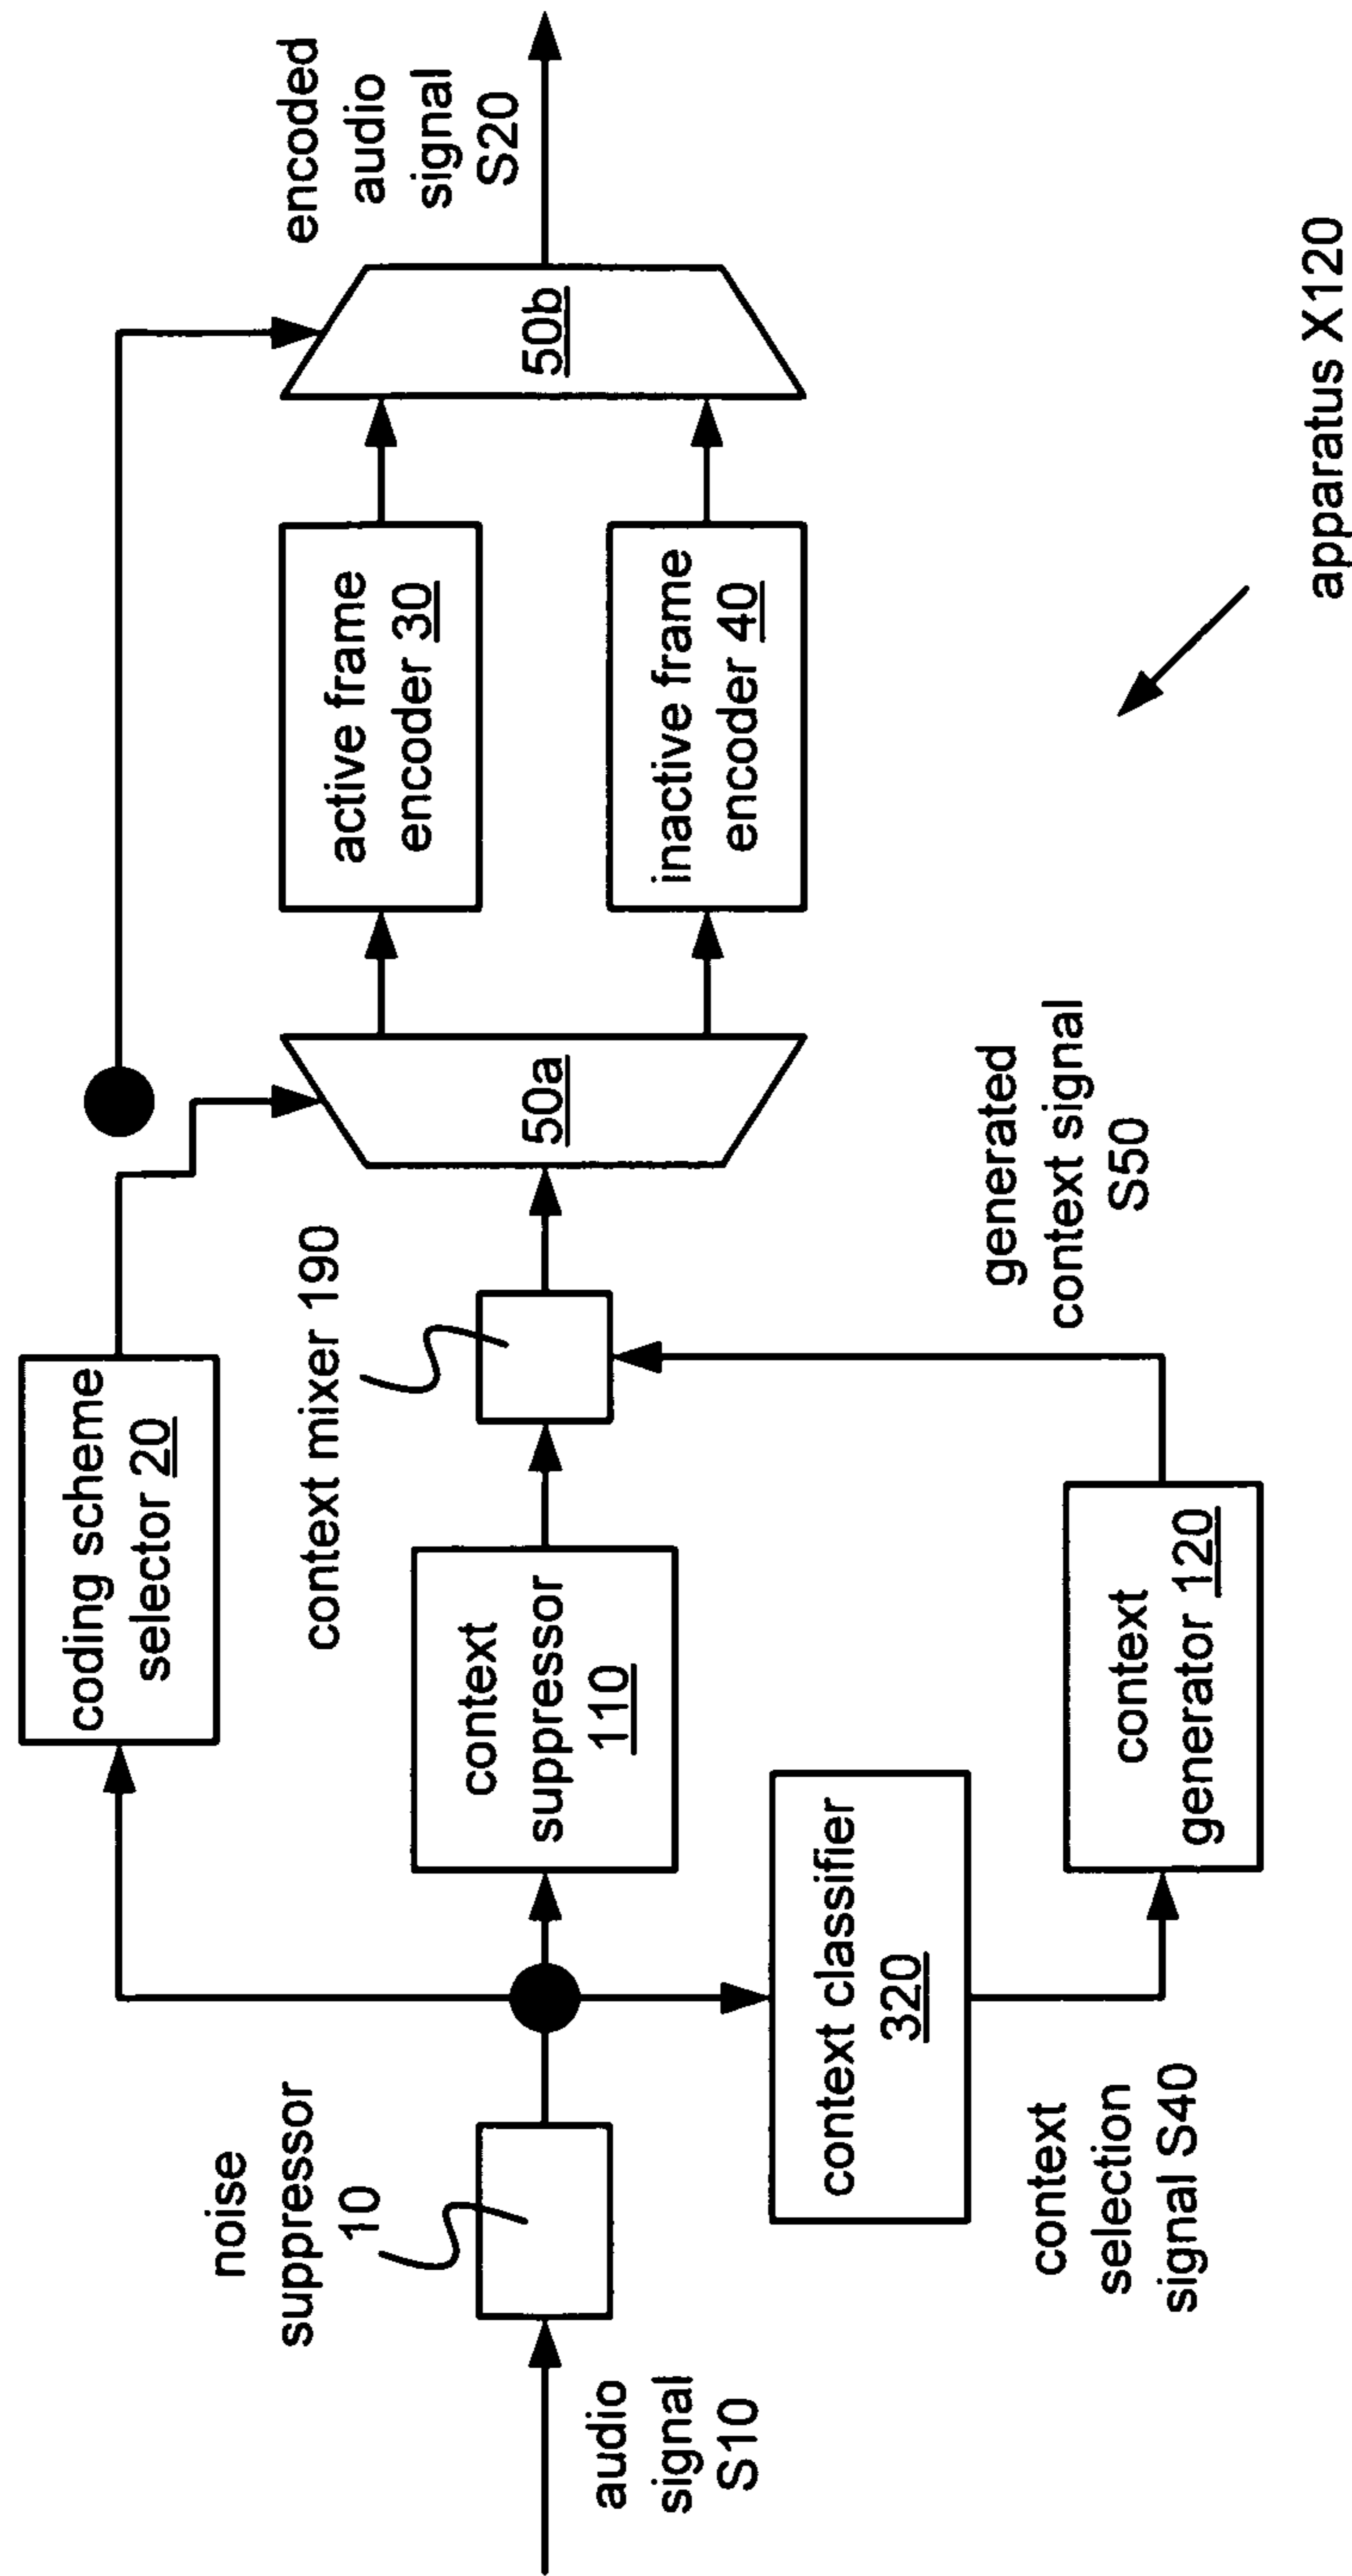 coding scheme
selector 20
encoded
audio
signal
S20
noise
suppressor
10
context mixer 190
active frame
encoder 30
audio
signal
S10
context
suppressor
110
50a
50b
inactive frame
encoder 40
context classifier
320
generated
context signal
S50
context
selection
signal S40
context
generator 120
apparatus X120